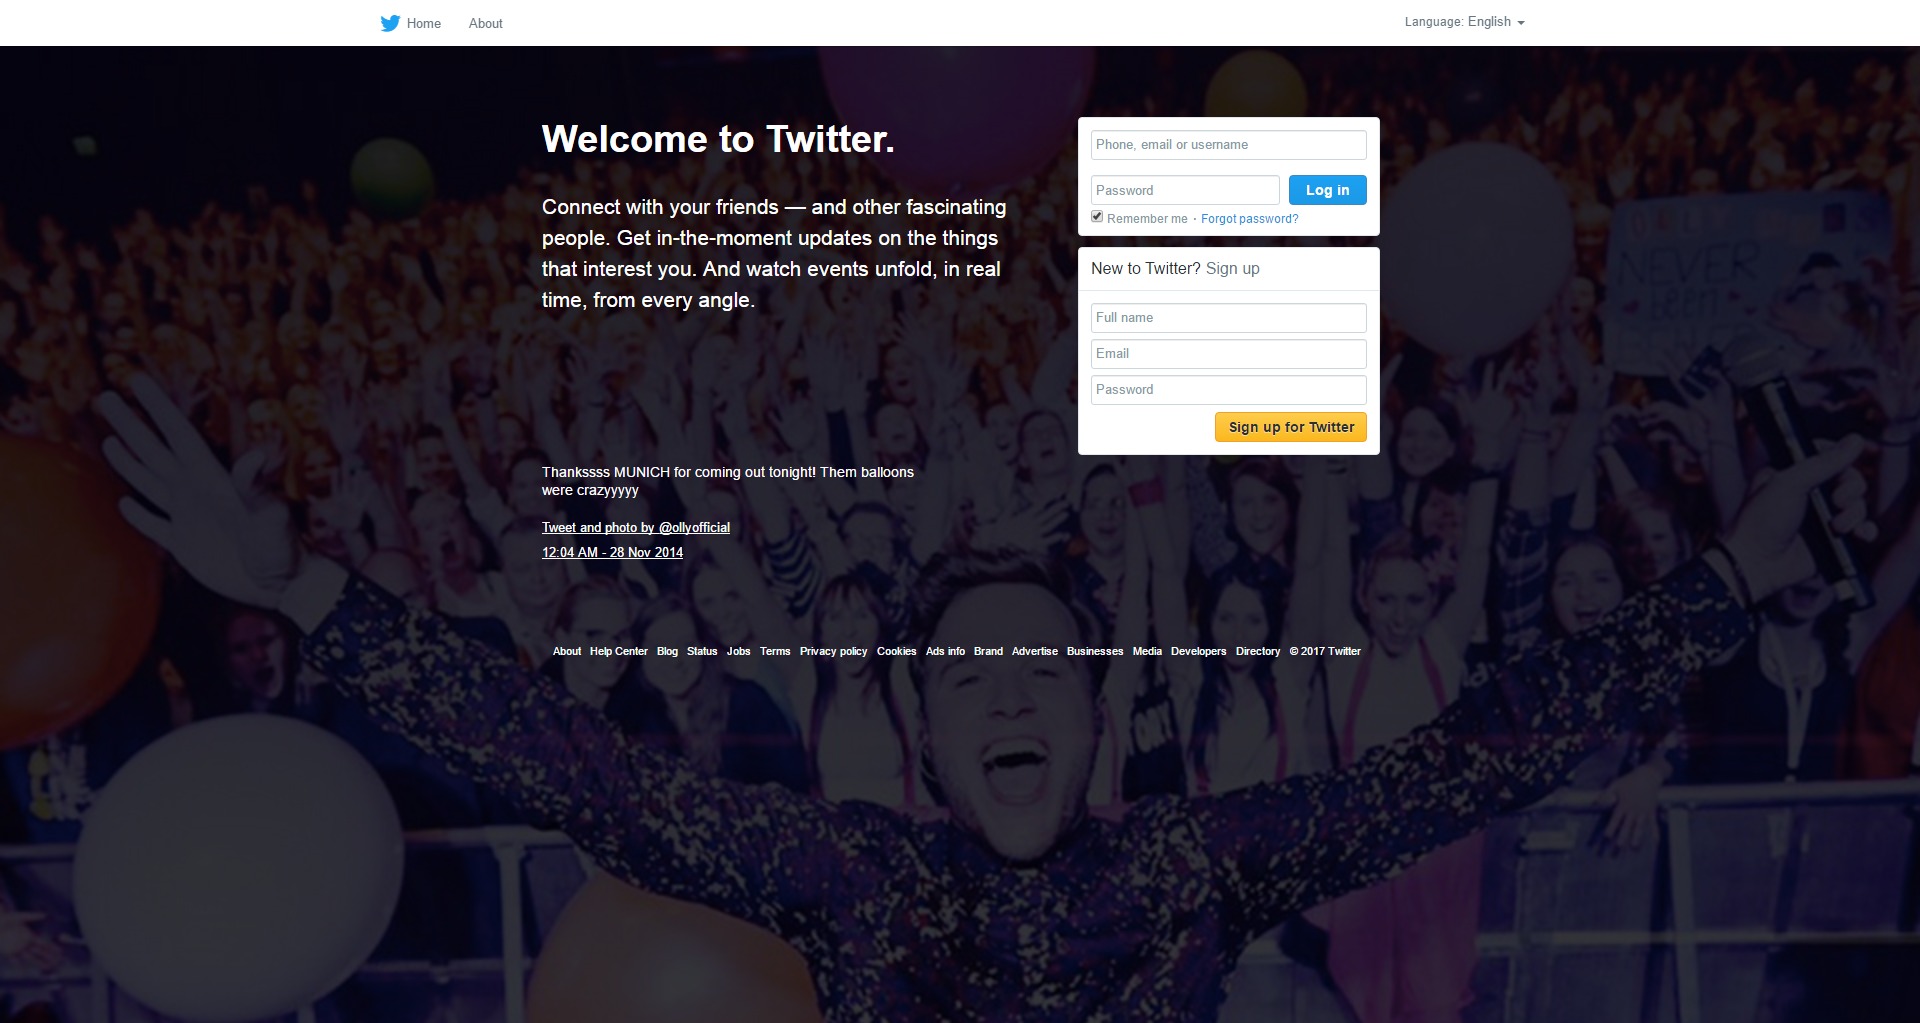 Home
About
Language: English
Welcome to Twitter.
Connect with your friends — and other fascinating
people. Get in-the-moment updates on the things
that interest you. And watch events unfold, in real
time, from every angle.
Thankssss MUNICH for coming out tonight! Them balloons
were crazyyyyy
Tweet and photo by @ollyofficial
12:04 AM - 28 Nov 2014
Phone, email or username
Password
Log in
Remember me · Forgot password?
New to Twitter? Sign up
Full name
Email
Password
Sign up for Twitter
NEVER
been
About Help Center Blog Status Jobs Terms Privacy policy Cookies Ads info Brand Advertise Businesses Media Developers Directory © 2017 Twitter